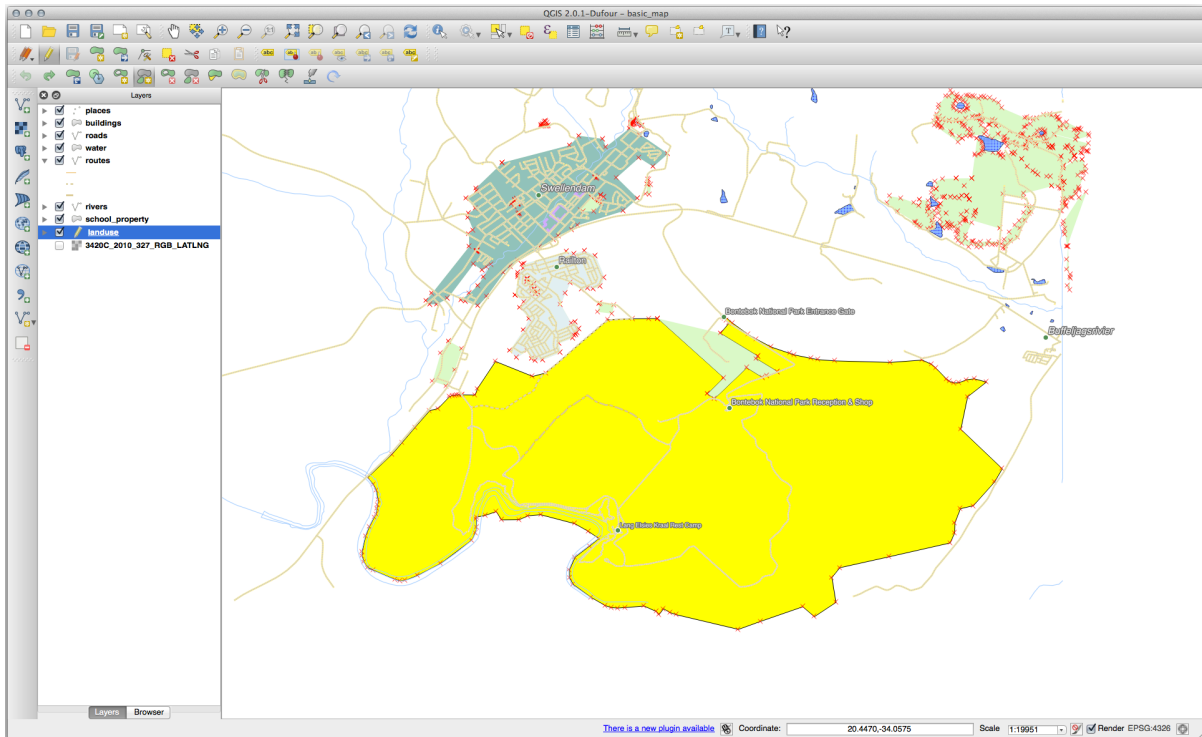 QGIS 2.0.1-Dufour - basic_map
Layers
places
buildings
roads
water
routes
rivers
school_property
landuse
3420C_2010_327_RGB_LATLNG
Swellendam
Railton
Bontebok National Park Entrance Gate
Buffeljagsrivier
Bontebok National Park Reception & Shop
Lang Elsies Kraal Rest Camp
Layers Browser
There is a new plugin available Coordinate: 20.4470,-34.0575 Scale 1:19951 Render EPSG:4326